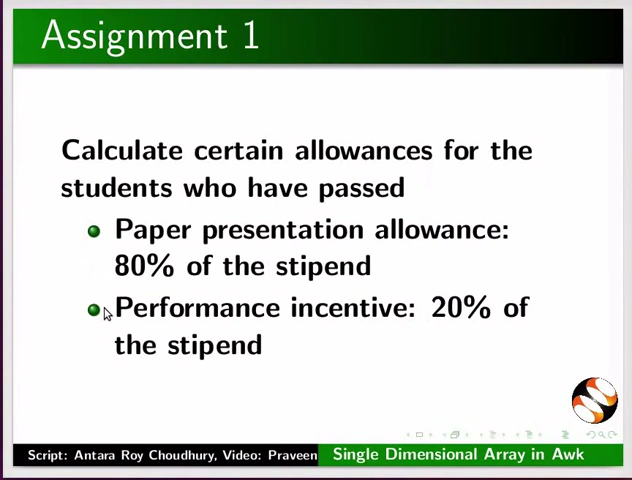 Assignment 1
Calculate certain allowances for the
students who have passed
Paper presentation allowance:
80% of the stipend
Performance incentive: 20% of
the stipend
Script: Antara Roy Choudhury, Video: Praveen
Single Dimensional Array in Awk